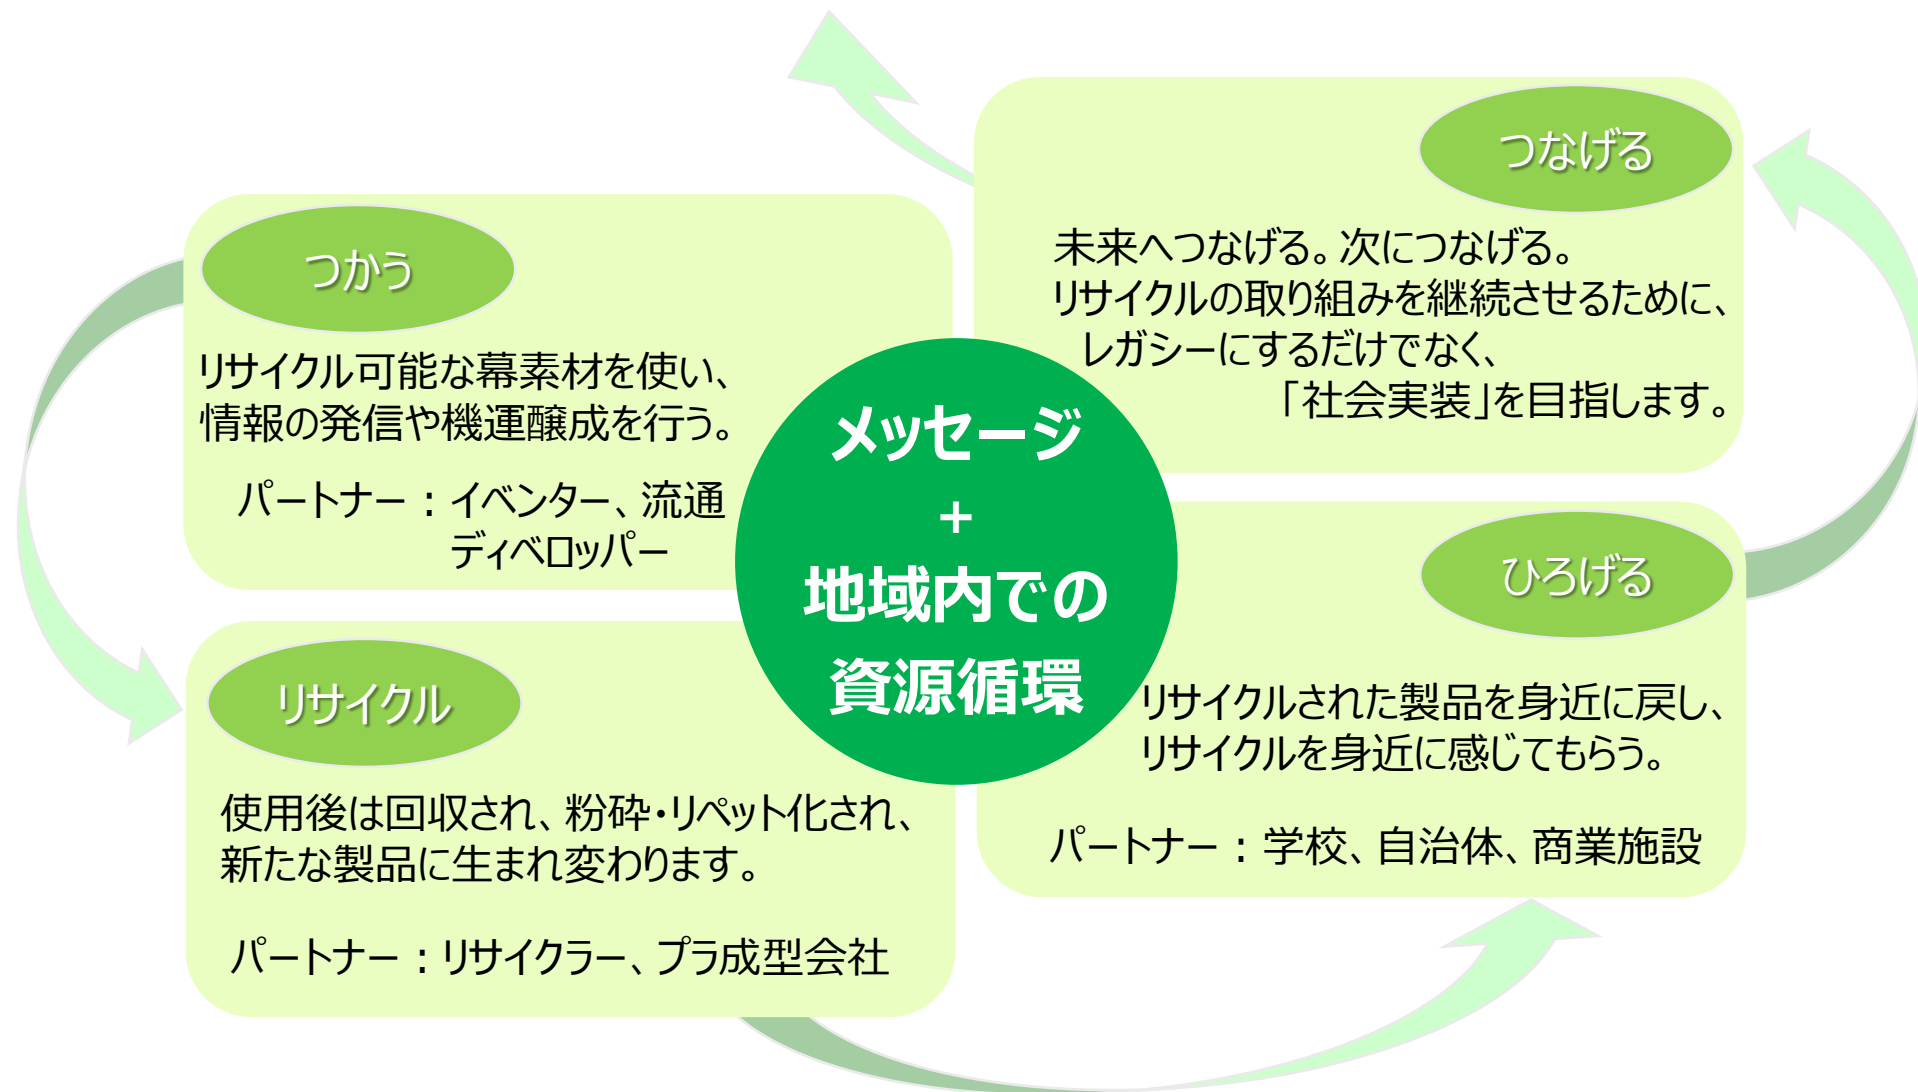 つかう
リサイクル可能な幕素材を使い、
情報の発信や機運醸成を行う。
パートナー：イベンター、流通
ディベロッパー
リサイクル
使用後は回収され、粉砕・リペット化され、
新たな製品に生まれ変わります。
パートナー：リサイクラー、プラ成型会社
メッセージ
+
地域内での
資源循環
つなげる
未来へつなげる。次につなげる。
リサイクルの取り組みを継続させるために、
レガシーにするだけでなく、
「社会実装」を目指します。
ひろげる
リサイクルされた製品を身近に戻し、
リサイクルを身近に感じてもらう。
パートナー：学校、自治体、商業施設